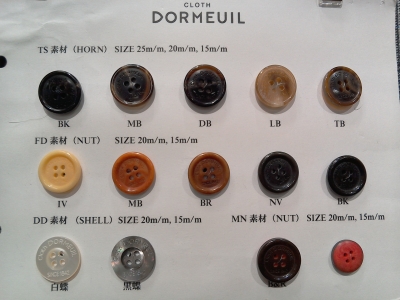 CLOTH
DORMEUIL
TS 素材（HORN） SIZE 25m/m, 20m/m, 15m/m
BK MB DB LB TB
FD 素材（NUT） SIZE 20m/m, 15m/m
IV MB BR NV BK
DD 素材（SHELL） SIZE 20m/m, 15m/m MN 素材（NUT） SIZE 20m/m, 15m/m
白蝶 黒蝶